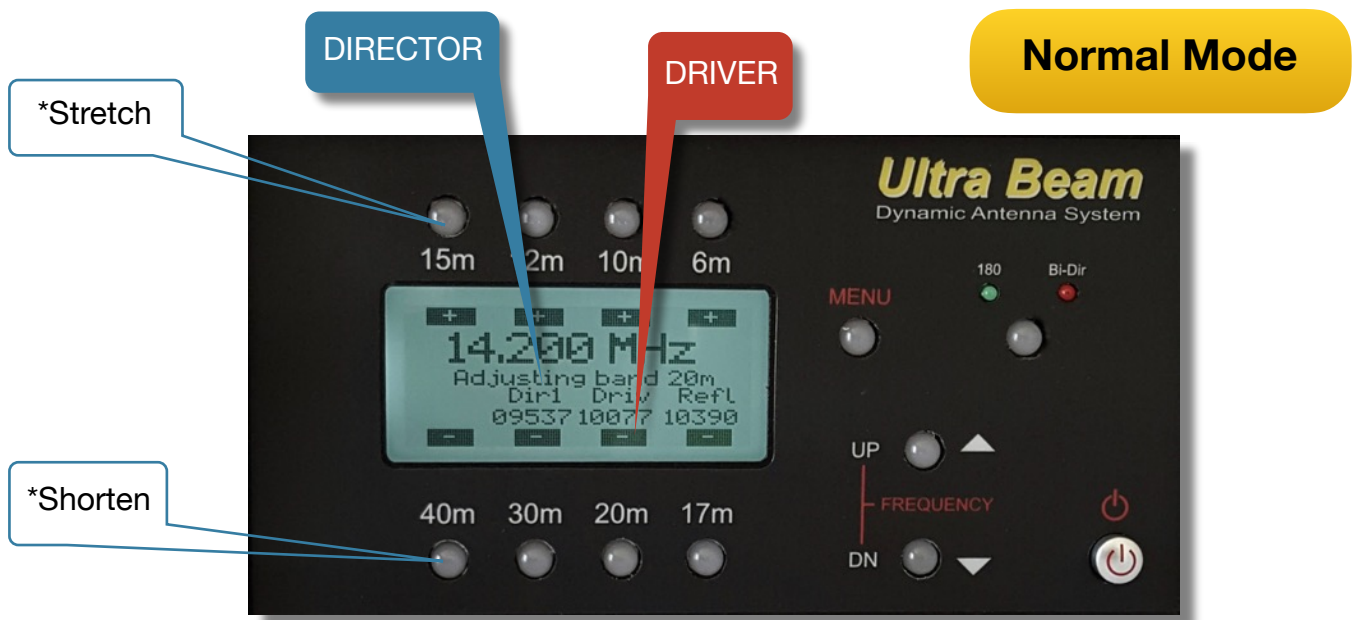 DIRECTOR
DRIVER
Normal Mode
*Stretch
Ultra Beam
Dynamic Antenna System
15m 2m 10m 6m
180 Bi-Dir
MENU
+ + + +
14.200 MHz
Adjusting band 20m
Dir1 Driv Refl
09537 10077 10390
- - - -
UP
FREQUENCY
DN
*Shorten
40m 30m 20m 17m